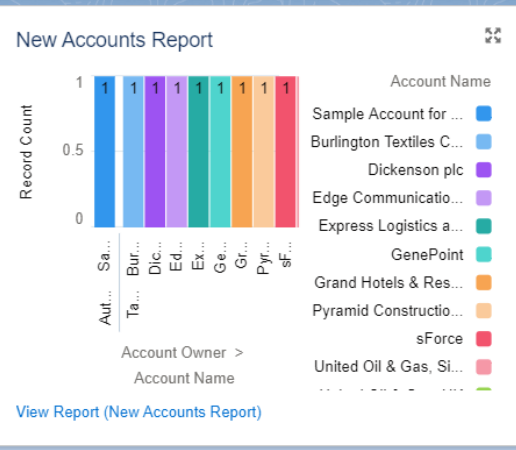 New Accounts Report
Account Name
1
0.5
0
Record Count
1 1 1 1 1 1 1 1 1
Sa...
Bur...
Dic...
Ed...
Ex...
Ge...
Gr...
Pyr...
sF...
Aut...
Ta...
Account Owner >
Account Name
Sample Account for ...
Burlington Textiles C...
Dickenson plc
Edge Communicatio...
Express Logistics a...
GenePoint
Grand Hotels & Res...
Pyramid Constructio...
sForce
United Oil & Gas, Si...
View Report (New Accounts Report)